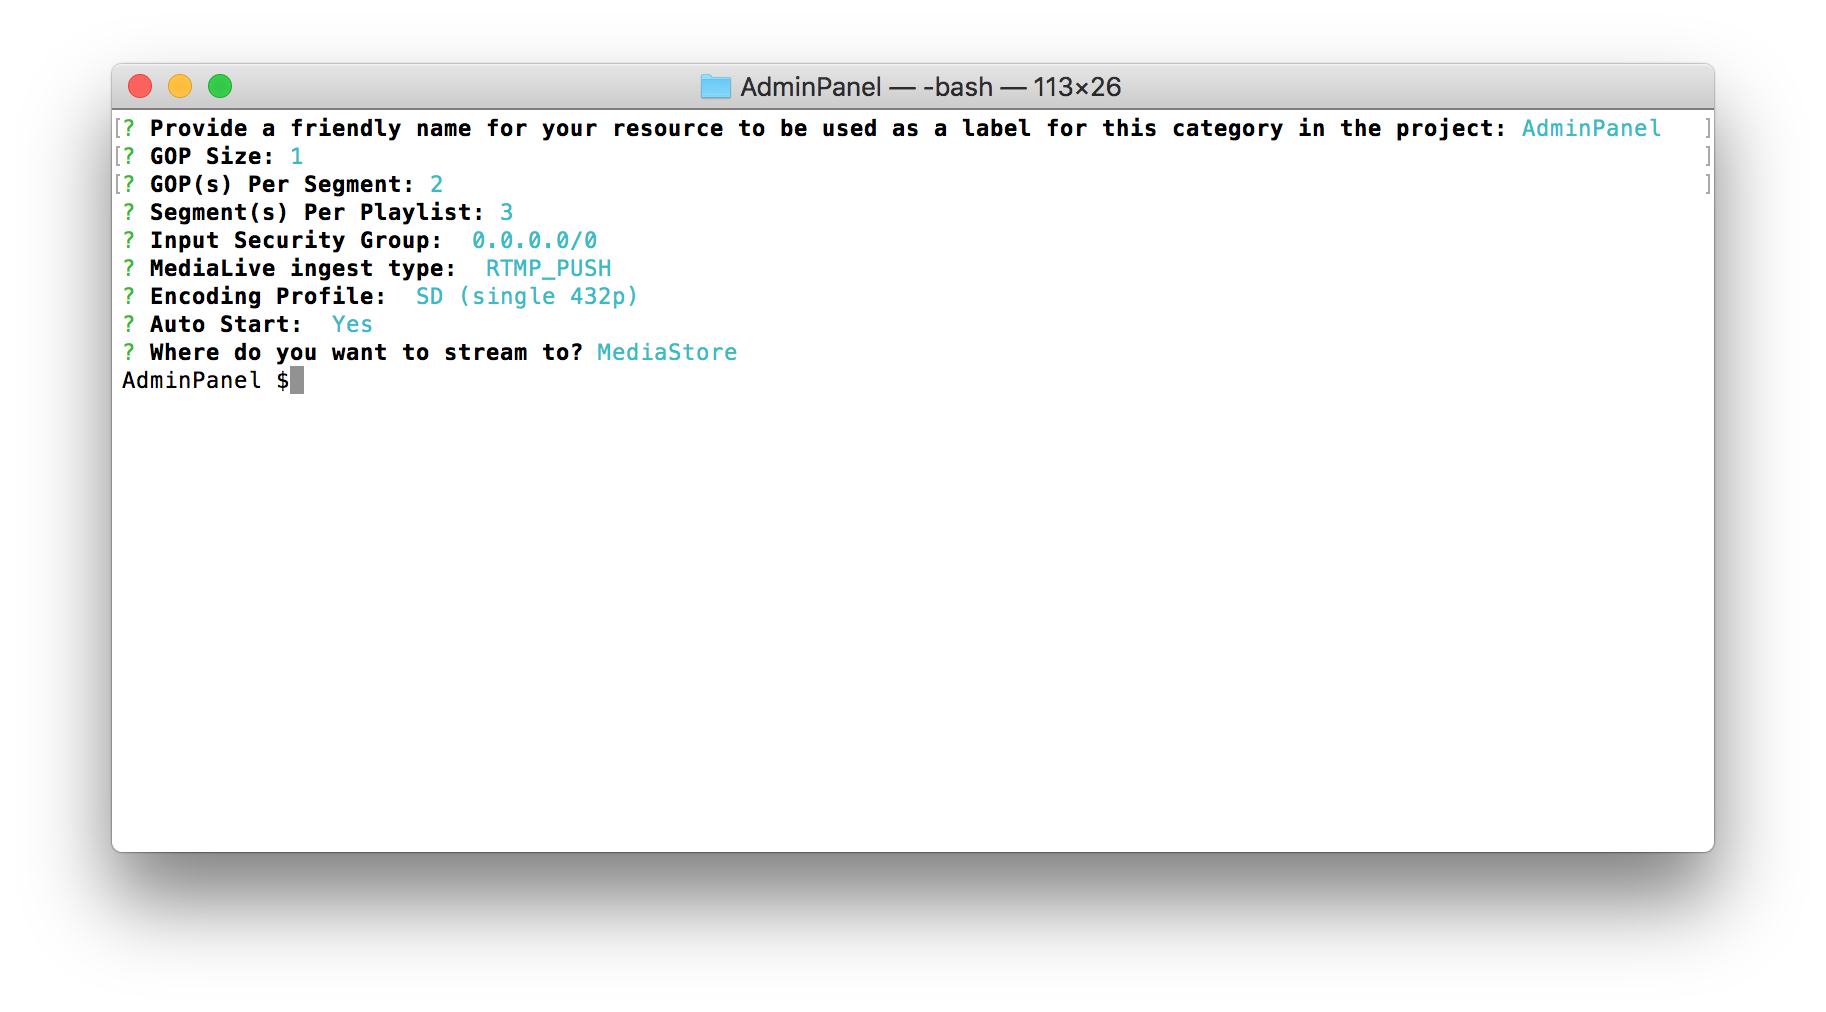 AdminPanel — -bash — 113×26
[? Provide a friendly name for your resource to be used as a label for this category in the project: AdminPanel ]
[? GOP Size: 1 ]
[? GOP(s) Per Segment: 2 ]
? Segment(s) Per Playlist: 3
? Input Security Group:  0.0.0.0/0
? MediaLive ingest type:  RTMP_PUSH
? Encoding Profile:  SD (single 432p)
? Auto Start:  Yes
? Where do you want to stream to? MediaStore
AdminPanel $